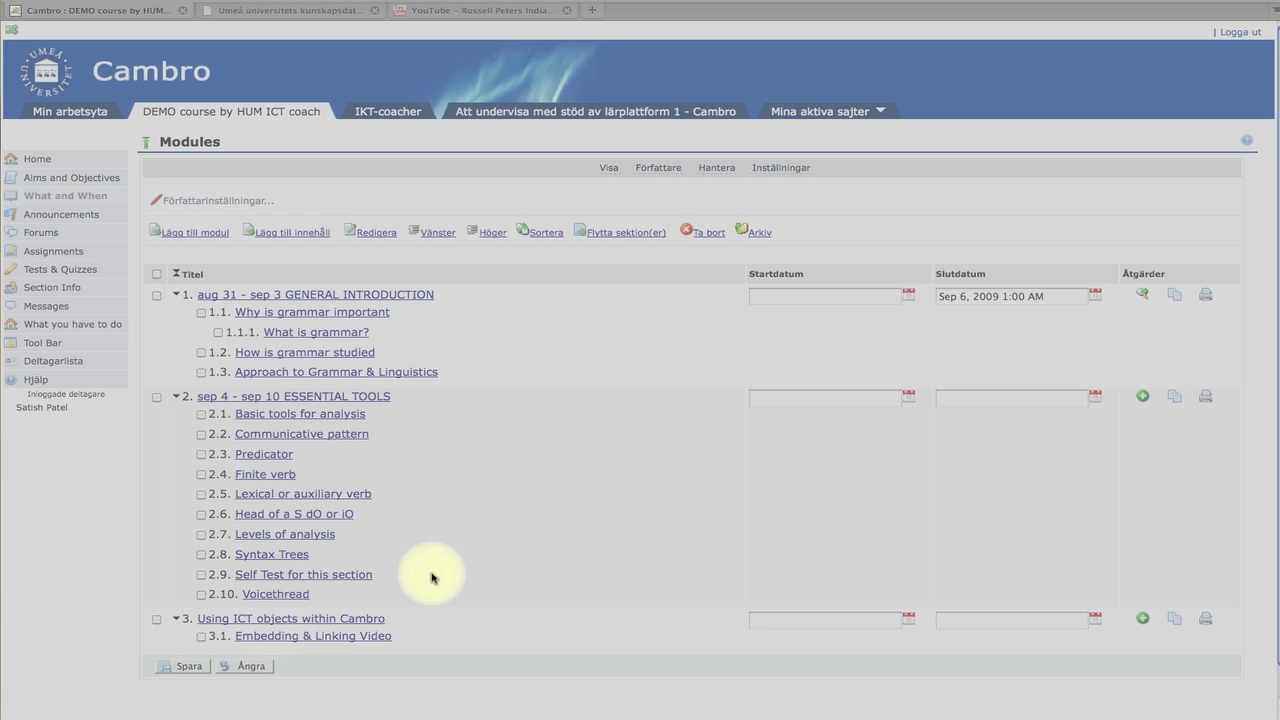 Cambro : DEMO course by HUM... Umeå universitets kunskapsdat... YouTube - Russell Peters India...
| Logga ut
UMEÅ UNIVERSITET
Cambro
Min arbetsyta DEMO course by HUM ICT coach IKT-coacher Att undervisa med stöd av lärplattform 1 - Cambro Mina aktiva sajter
Modules
Home
Aims and Objectives
What and When
Announcements
Forums
Assignments
Tests & Quizzes
Section Info
Messages
What you have to do
Tool Bar
Deltagarlista
Hjälp
Inloggade deltagare
Satish Patel
Visa Författare Hantera Inställningar
Författarinställningar...
Lägg till modul Lägg till innehåll Redigera Vänster Höger Sortera Flytta sektion(er) Ta bort Arkiv
Titel Startdatum Slutdatum Åtgärder
1. aug 31 - sep 3 GENERAL INTRODUCTION Sep 6, 2009 1:00 AM
1.1. Why is grammar important
1.1.1. What is grammar?
1.2. How is grammar studied
1.3. Approach to Grammar & Linguistics
2. sep 4 - sep 10 ESSENTIAL TOOLS
2.1. Basic tools for analysis
2.2. Communicative pattern
2.3. Predicator
2.4. Finite verb
2.5. Lexical or auxiliary verb
2.6. Head of a S dO or iO
2.7. Levels of analysis
2.8. Syntax Trees
2.9. Self Test for this section
2.10. Voicethread
3. Using ICT objects within Cambro
3.1. Embedding & Linking Video
Spara Ångra